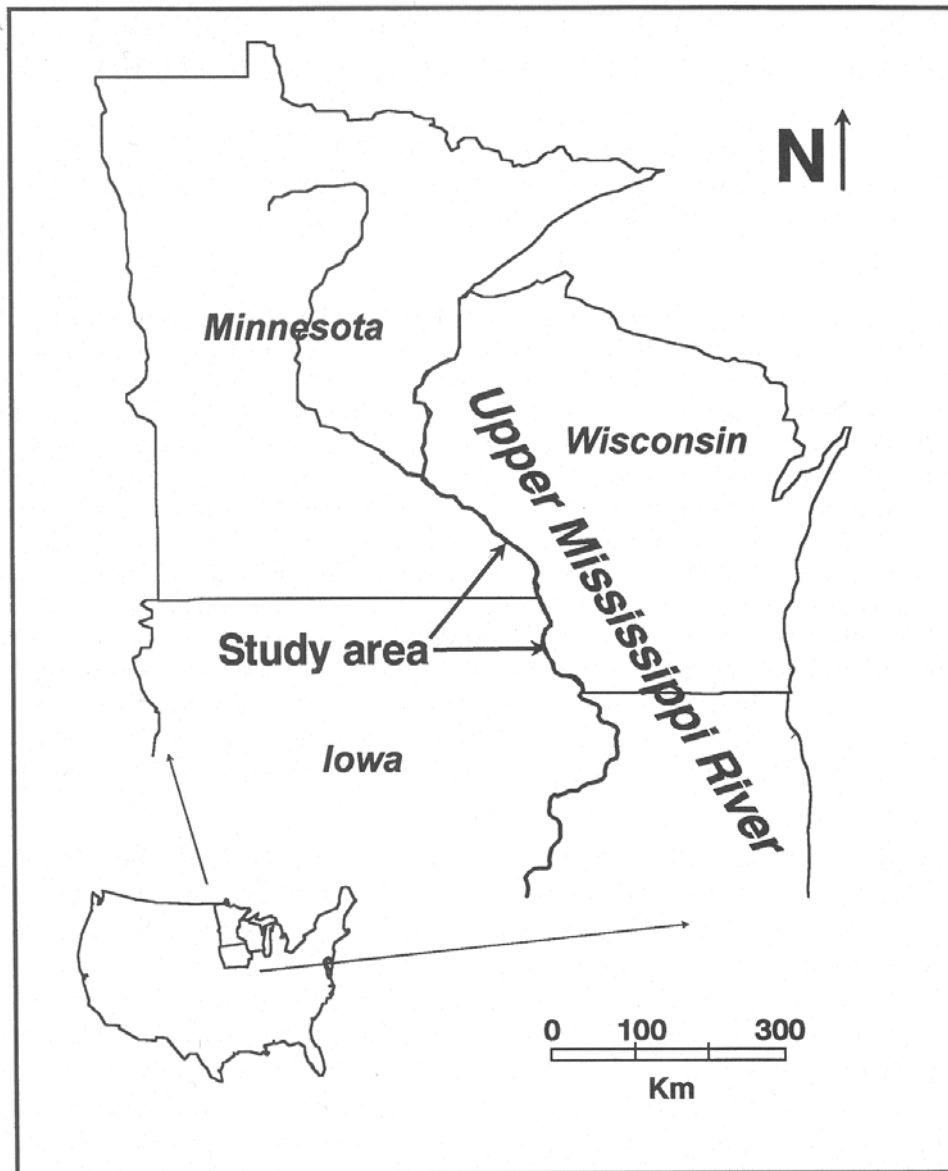 N
Minnesota
Upper Mississippi River
Wisconsin
Study area
Iowa
0 100 300
Km